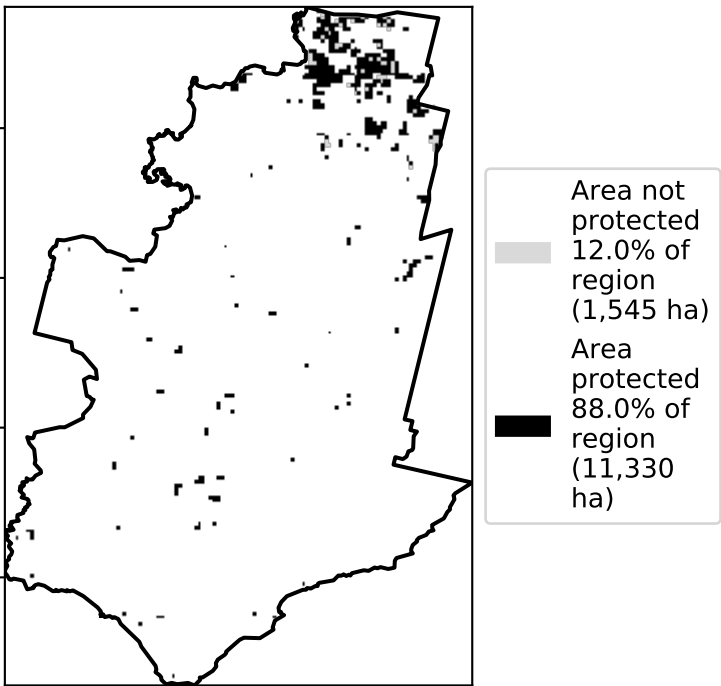 Area not
protected
12.0% of
region
(1,545 ha)
Area
protected
88.0% of
region
(11,330
ha)